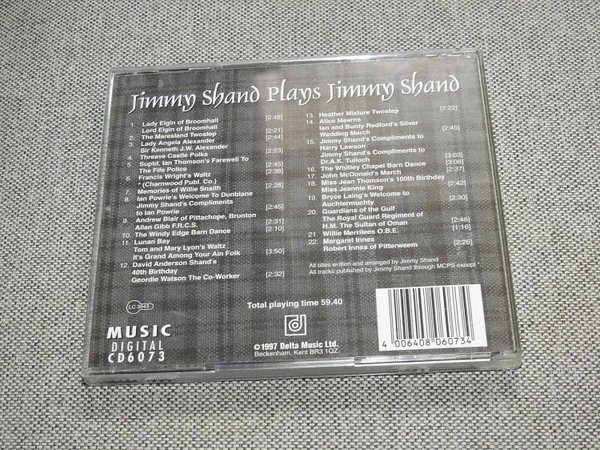 Jimmy Shand Plays Jimmy Shand
1. Lady Elgin of Broomhall [2:48]
Lord Elgin of Broomhall [2:21]
2. The Maresland Twostep [2:44]
3. Lady Angela Alexander
Sir Kenneth J.W. Alexander [2:23]
4. Threave Castle Polka
5. Suptd. Ian Thomson's Farewell To [2:45]
The Fife Police [2:38]
6. Francis Wright's Waltz
* (Charnwood Publ. Co.) [2:17]
7. Memories of Willie Snaith [2:28]
8. Ian Powrie's Welcome To Dunblane
Jimmy Shand's Compliments
to Ian Powrie
9. Andrew Blair of Pittachope, Brunton [2:31]
Allan Gibb F.R.C.S. [2:10]
10. The Windy Edge Barn Dance
11. Lunan Bay
Tom and Mary Lyon's Waltz
It's Grand Among Your Ain Folk [3:50]
12. David Anderson Shand's
40th Birthday
Geordie Watson The Co-Worker [2:32]
13. Heather Mixture Twostep [2:22]
14. Alice Mearns
Ian and Bunty Redford's Silver
Wedding March [2:45]
15. Jimmy Shand's Compliments to
Harry Lawson
Jimmy Shand's Compliments to
Dr.A.K. Tulloch [3:03]
16. The Whitley Chapel Barn Dance [3:06]
17. John McDonald's March [2:37]
18. Miss Jean Thomson's 100th Birthday
Miss Jeannie King [2:42]
19. Bryce Laing's Welcome to
Auchtermuchty [2:30]
20. Guardians of the Gulf
The Royal Guard Regiment of
H.M. The Sultan of Oman [2:46]
21. Willie Merrilees O.B.E. [1:16]
22. Margaret Innes
Robert Innes of Pitterweem [2:26]
All titles written and arranged by Jimmy Shand
All tracks published by Jimmy Shand through MCPS except *
LC 3843
Total playing time 59.40
MUSIC
DIGITAL
CD6073
©1997 Delta Music Ltd.
Beckenham, Kent BR3 1QZ
4 006408 060734